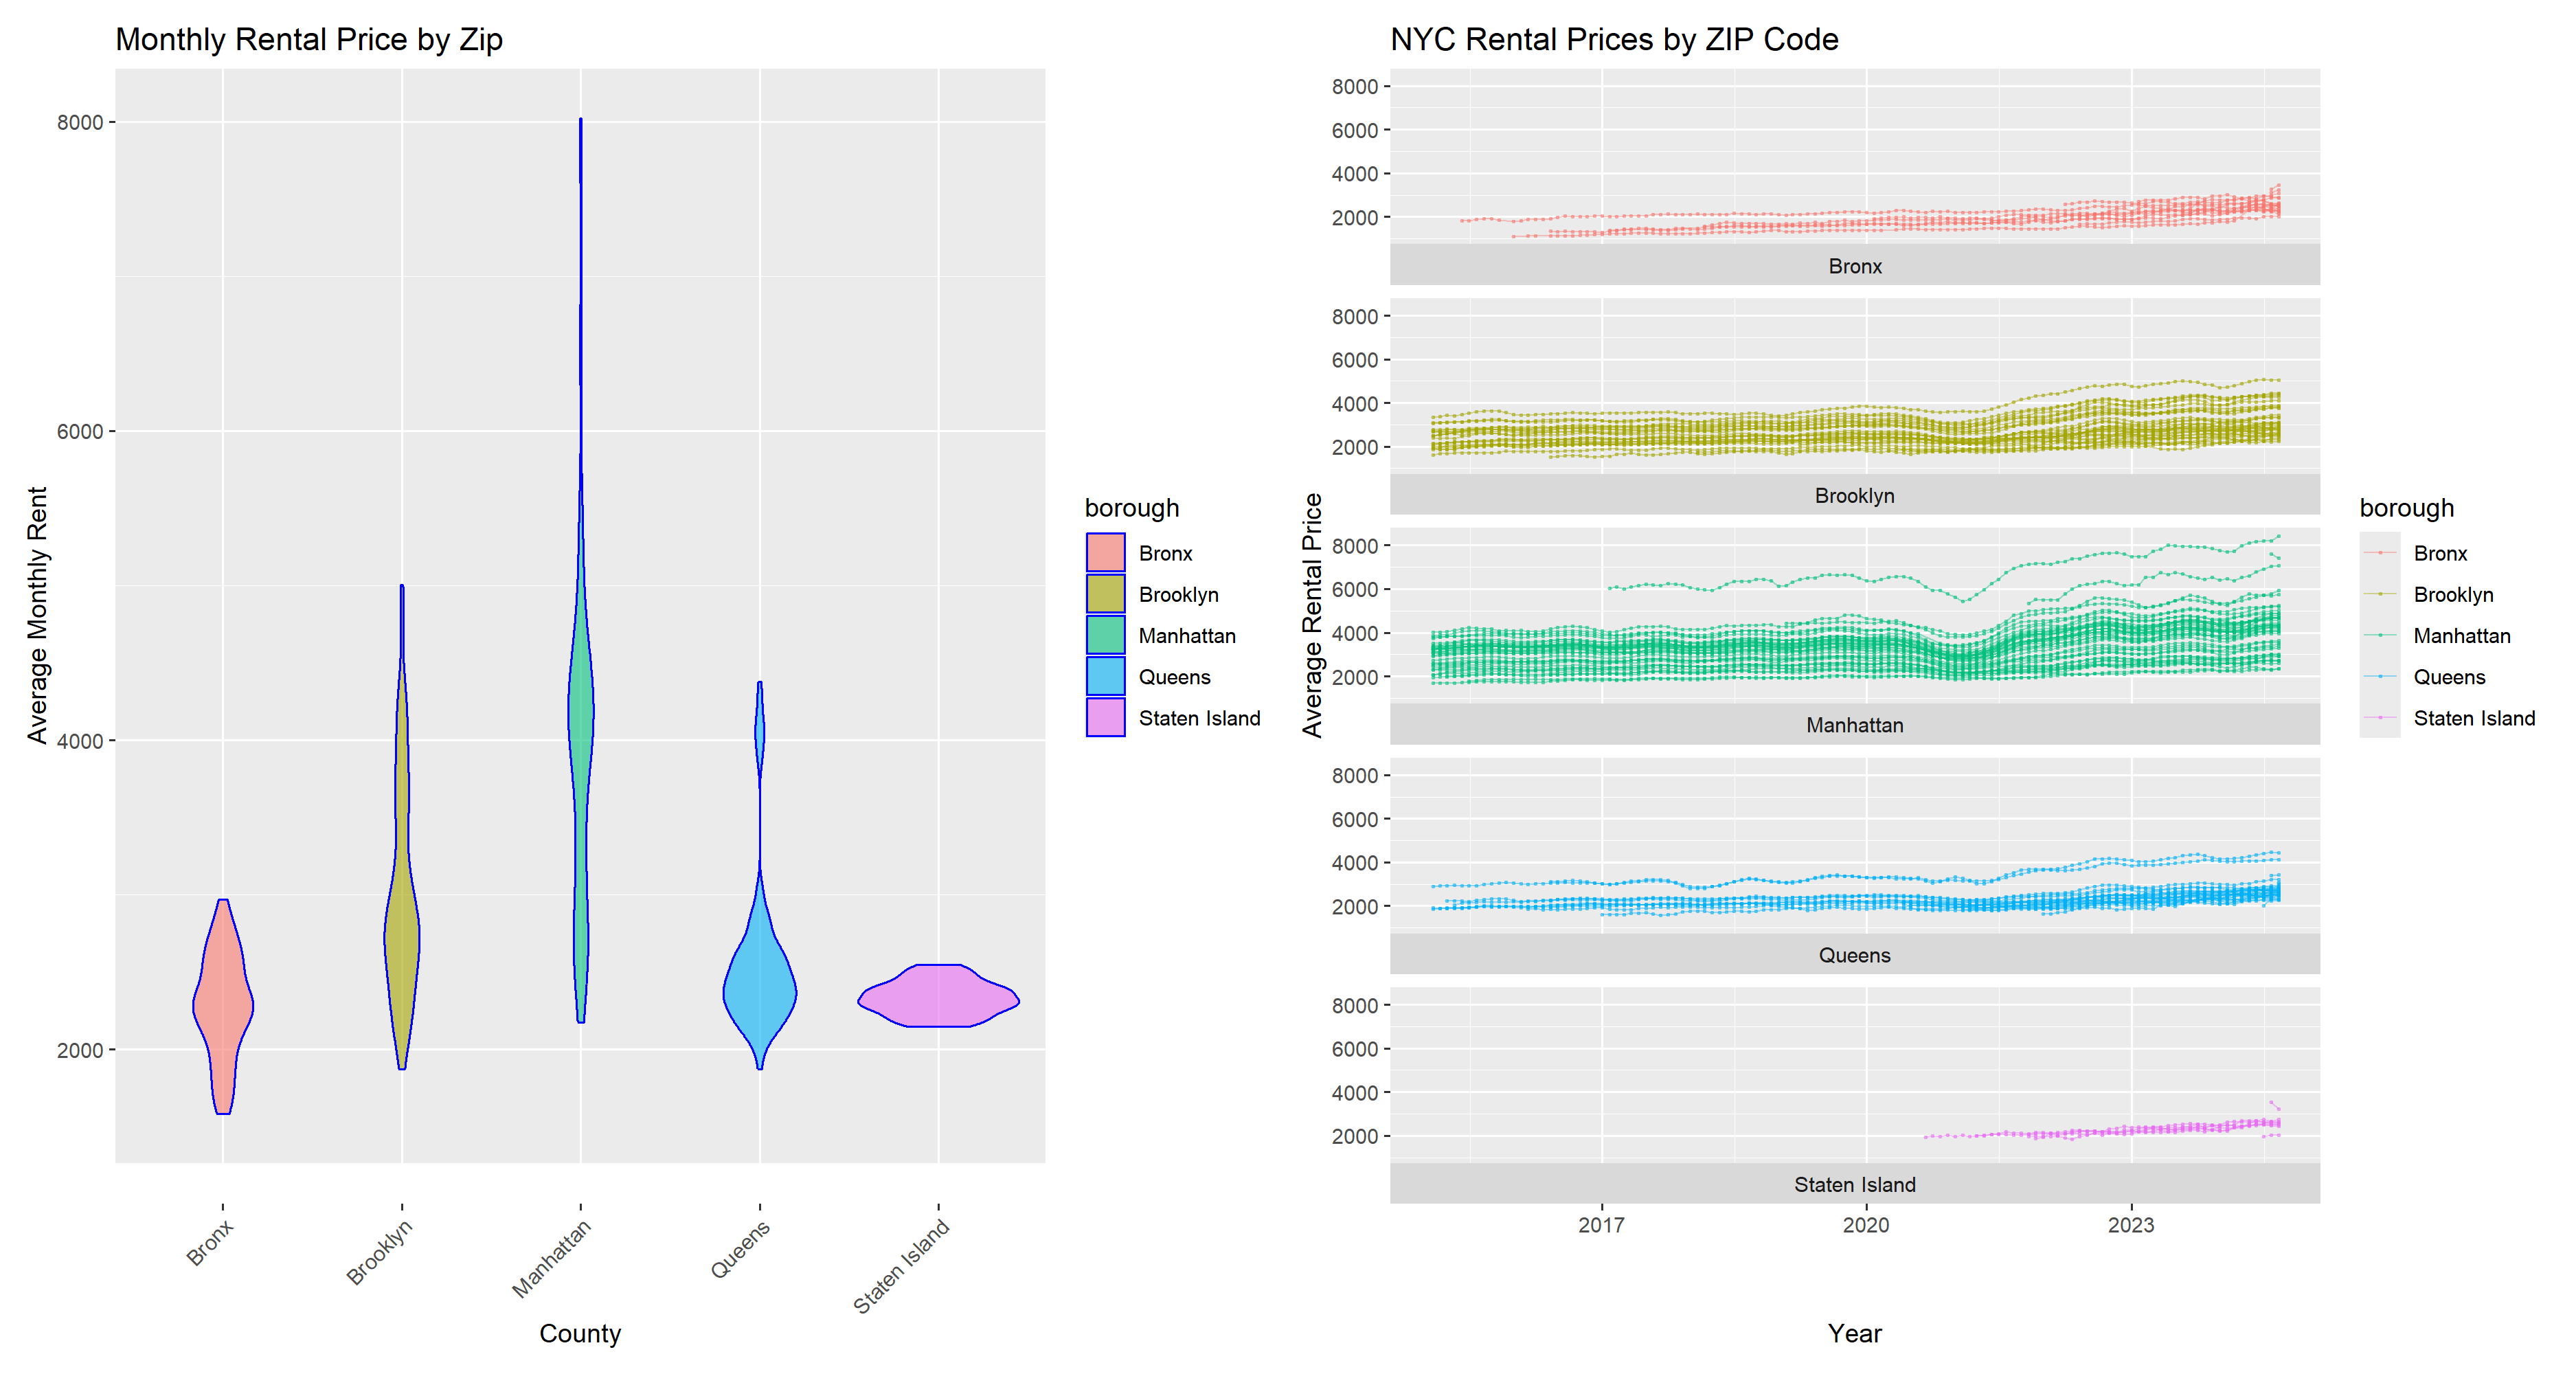 Monthly Rental Price by Zip
Average Monthly Rent
8000
6000
4000
2000
Bronx
Brooklyn
Manhattan
Queens
Staten Island
County
borough
Bronx
Brooklyn
Manhattan
Queens
Staten Island
NYC Rental Prices by ZIP Code
Average Rental Price
8000
6000
4000
2000
Bronx
8000
6000
4000
2000
Brooklyn
8000
6000
4000
2000
Manhattan
8000
6000
4000
2000
Queens
8000
6000
4000
2000
Staten Island
2017
2020
2023
Year
borough
Bronx
Brooklyn
Manhattan
Queens
Staten Island